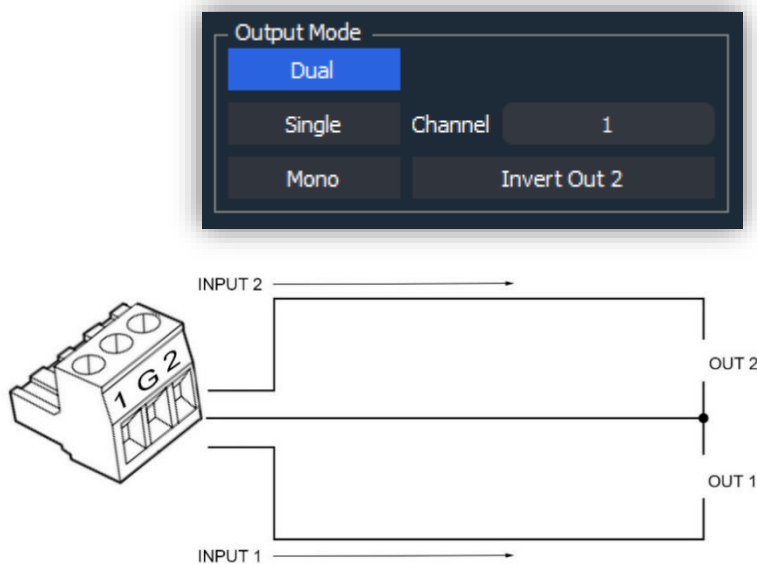 Output Mode
Dual
Single Channel 1
Mono Invert Out 2
INPUT 2
1 G 2
OUT 2
OUT 1
INPUT 1